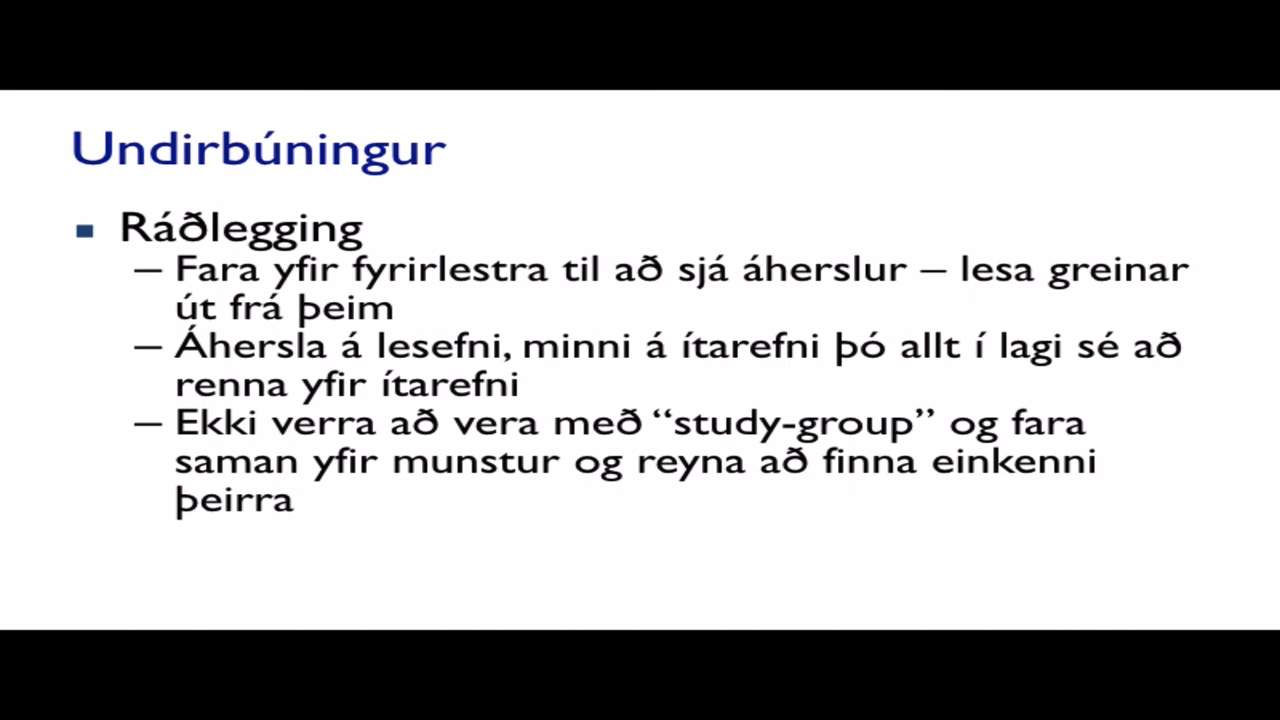 Undirbúningur
▪ Ráðlegging
– Fara yfir fyrirlestra til að sjá áherslur – lesa greinar
út frá þeim
– Áhersla á lesefni, minni á ítarefni þó allt í lagi sé að
renna yfir ítarefni
– Ekki verra að vera með “study-group” og fara
saman yfir munstur og reyna að finna einkenni
þeirra